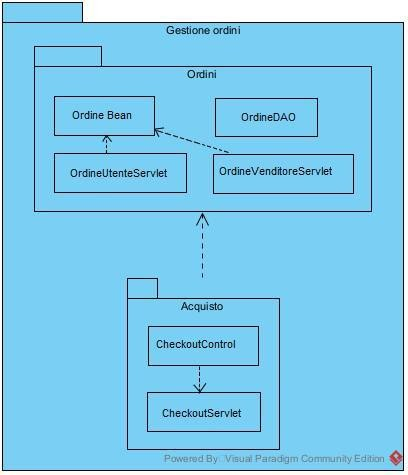 Gestione ordini
Ordini
Ordine Bean
OrdineDAO
OrdineUtenteServlet
OrdineVenditoreServlet
Acquisto
CheckoutControl
CheckoutServlet
Powered By: Visual Paradigm Community Edition